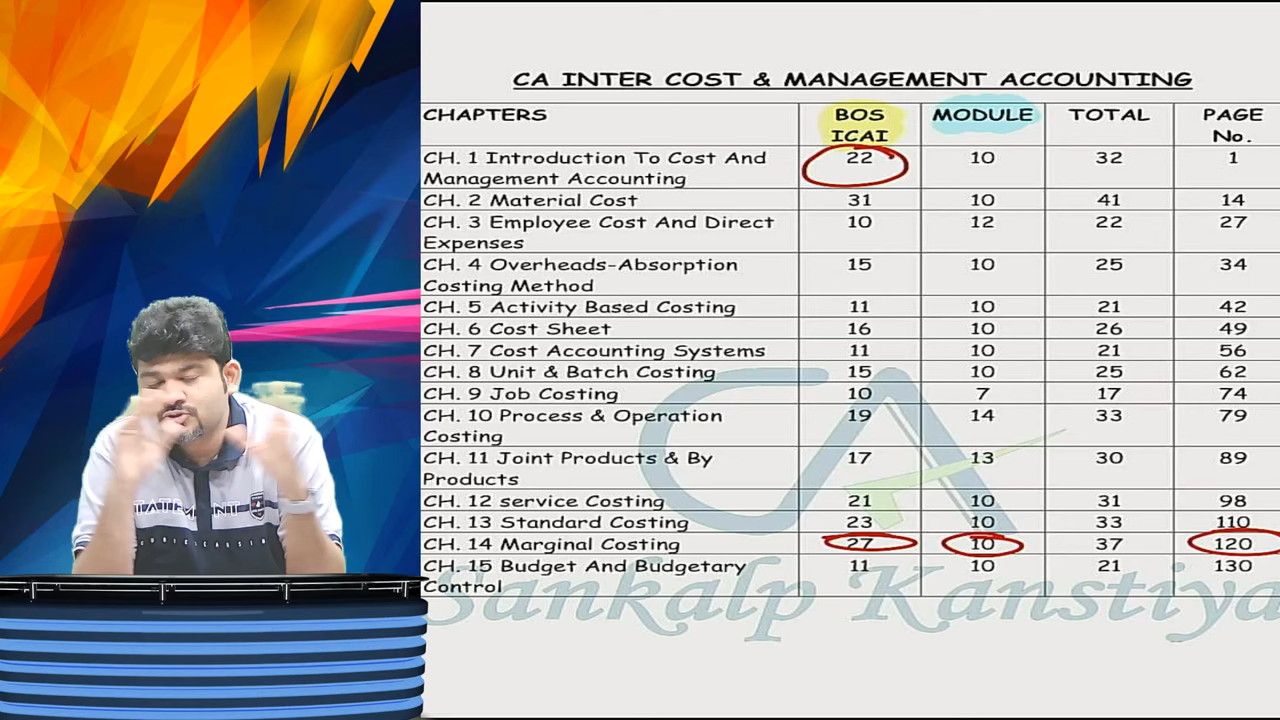 CA INTER COST & MANAGEMENT ACCOUNTING
CHAPTERS BOS ICAI MODULE TOTAL PAGE No.
CH. 1 Introduction To Cost And Management Accounting 22 10 32 1
CH. 2 Material Cost 31 10 41 14
CH. 3 Employee Cost And Direct Expenses 10 12 22 27
CH. 4 Overheads-Absorption Costing Method 15 10 25 34
CH. 5 Activity Based Costing 11 10 21 42
CH. 6 Cost Sheet 16 10 26 49
CH. 7 Cost Accounting Systems 11 10 21 56
CH. 8 Unit & Batch Costing 15 10 25 62
CH. 9 Job Costing 10 7 17 74
CH. 10 Process & Operation Costing 19 14 33 79
CH. 11 Joint Products & By Products 17 13 30 89
CH. 12 service Costing 21 10 31 98
CH. 13 Standard Costing 23 10 33 110
CH. 14 Marginal Costing 27 10 37 120
CH. 15 Budget And Budgetary Control 11 10 21 130
CA
Sankalp Kanstiya